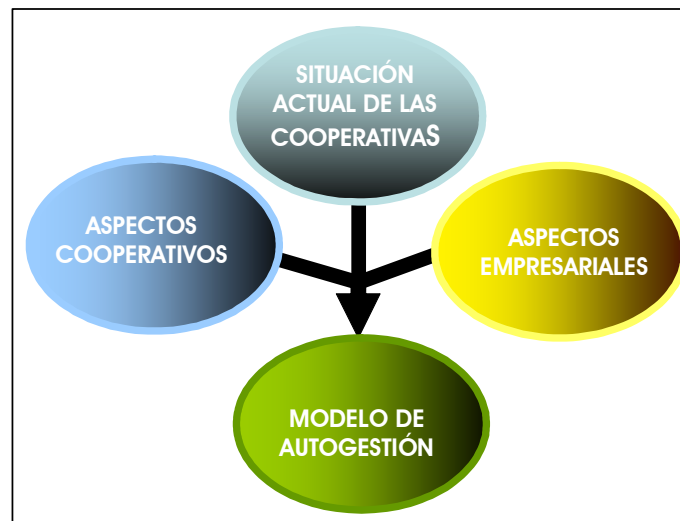 SITUACIÓN
ACTUAL DE LAS
COOPERATIVAS
ASPECTOS
COOPERATIVOS
ASPECTOS
EMPRESARIALES
MODELO DE
AUTOGESTIÓN